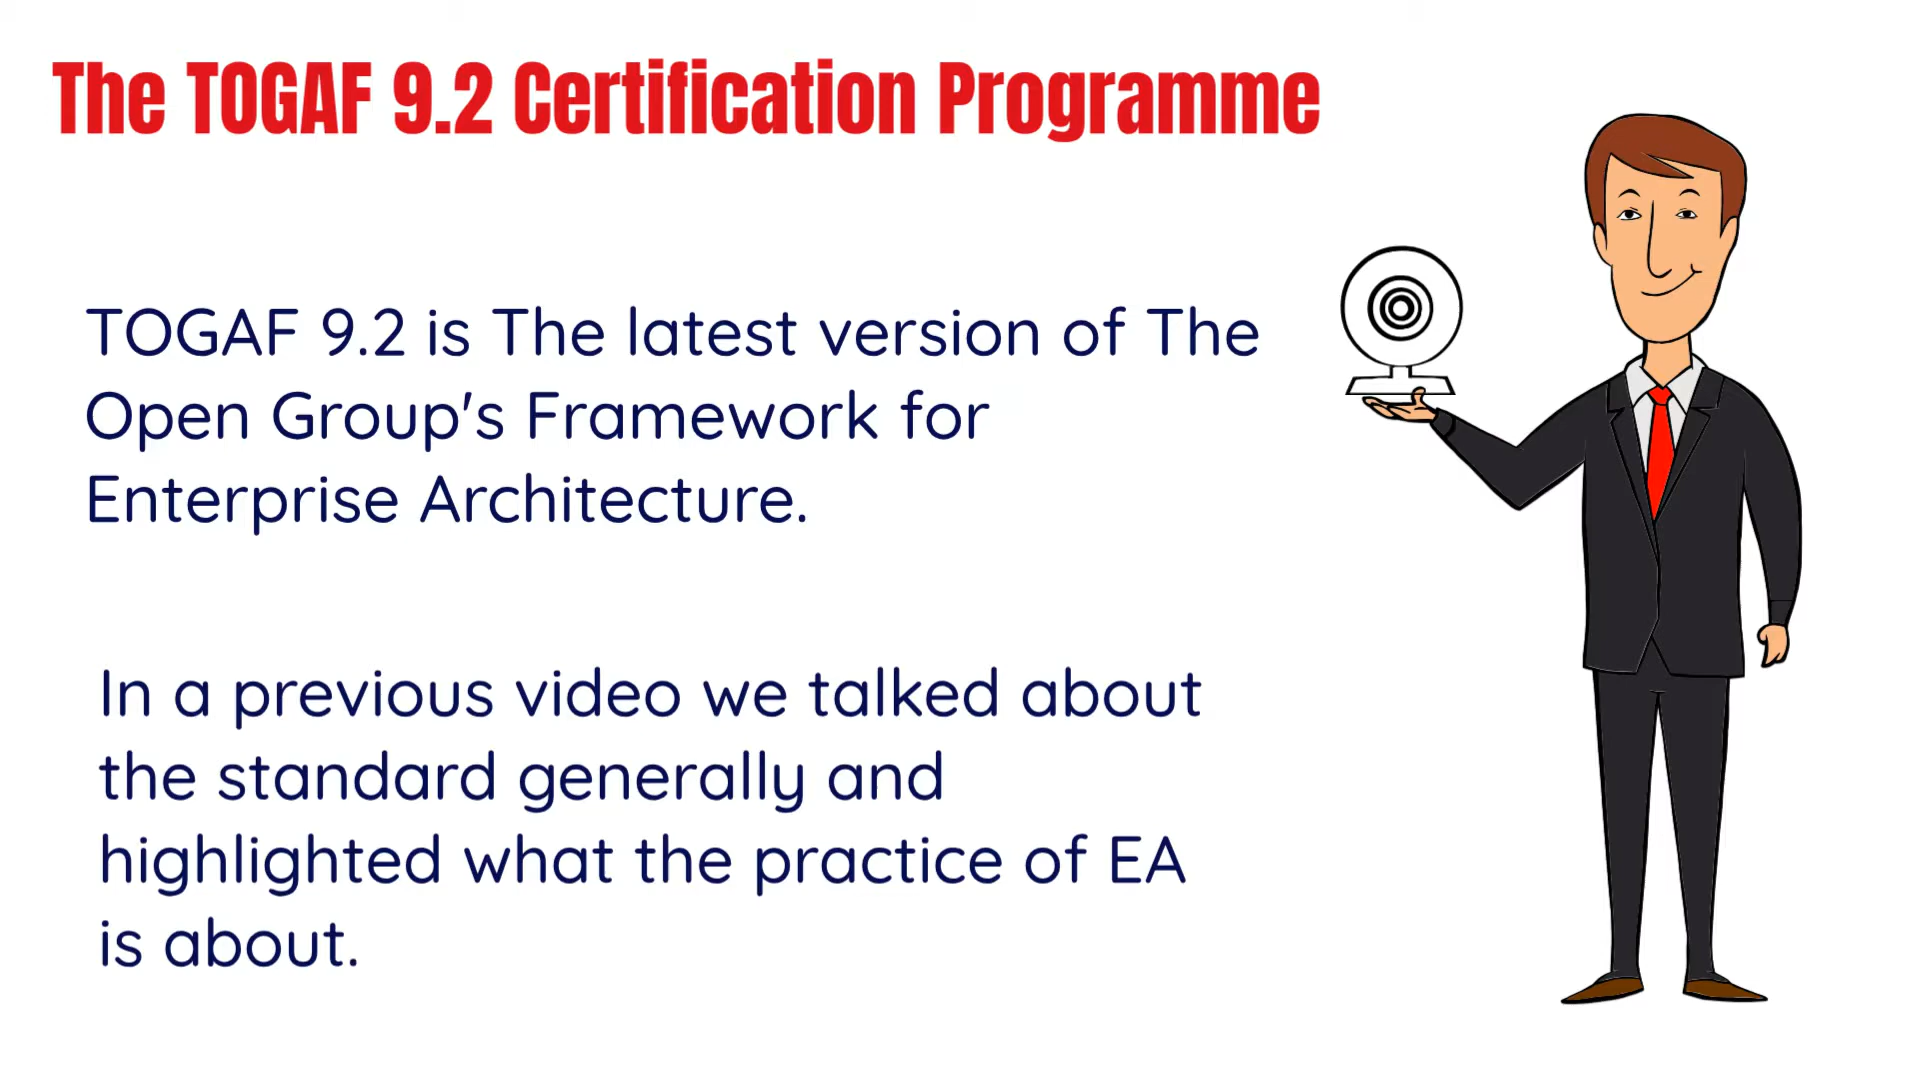 The TOGAF 9.2 Certification Programme
TOGAF 9.2 is The latest version of The
Open Group's Framework for
Enterprise Architecture.
In a previous video we talked about
the standard generally and
highlighted what the practice of EA
is about.